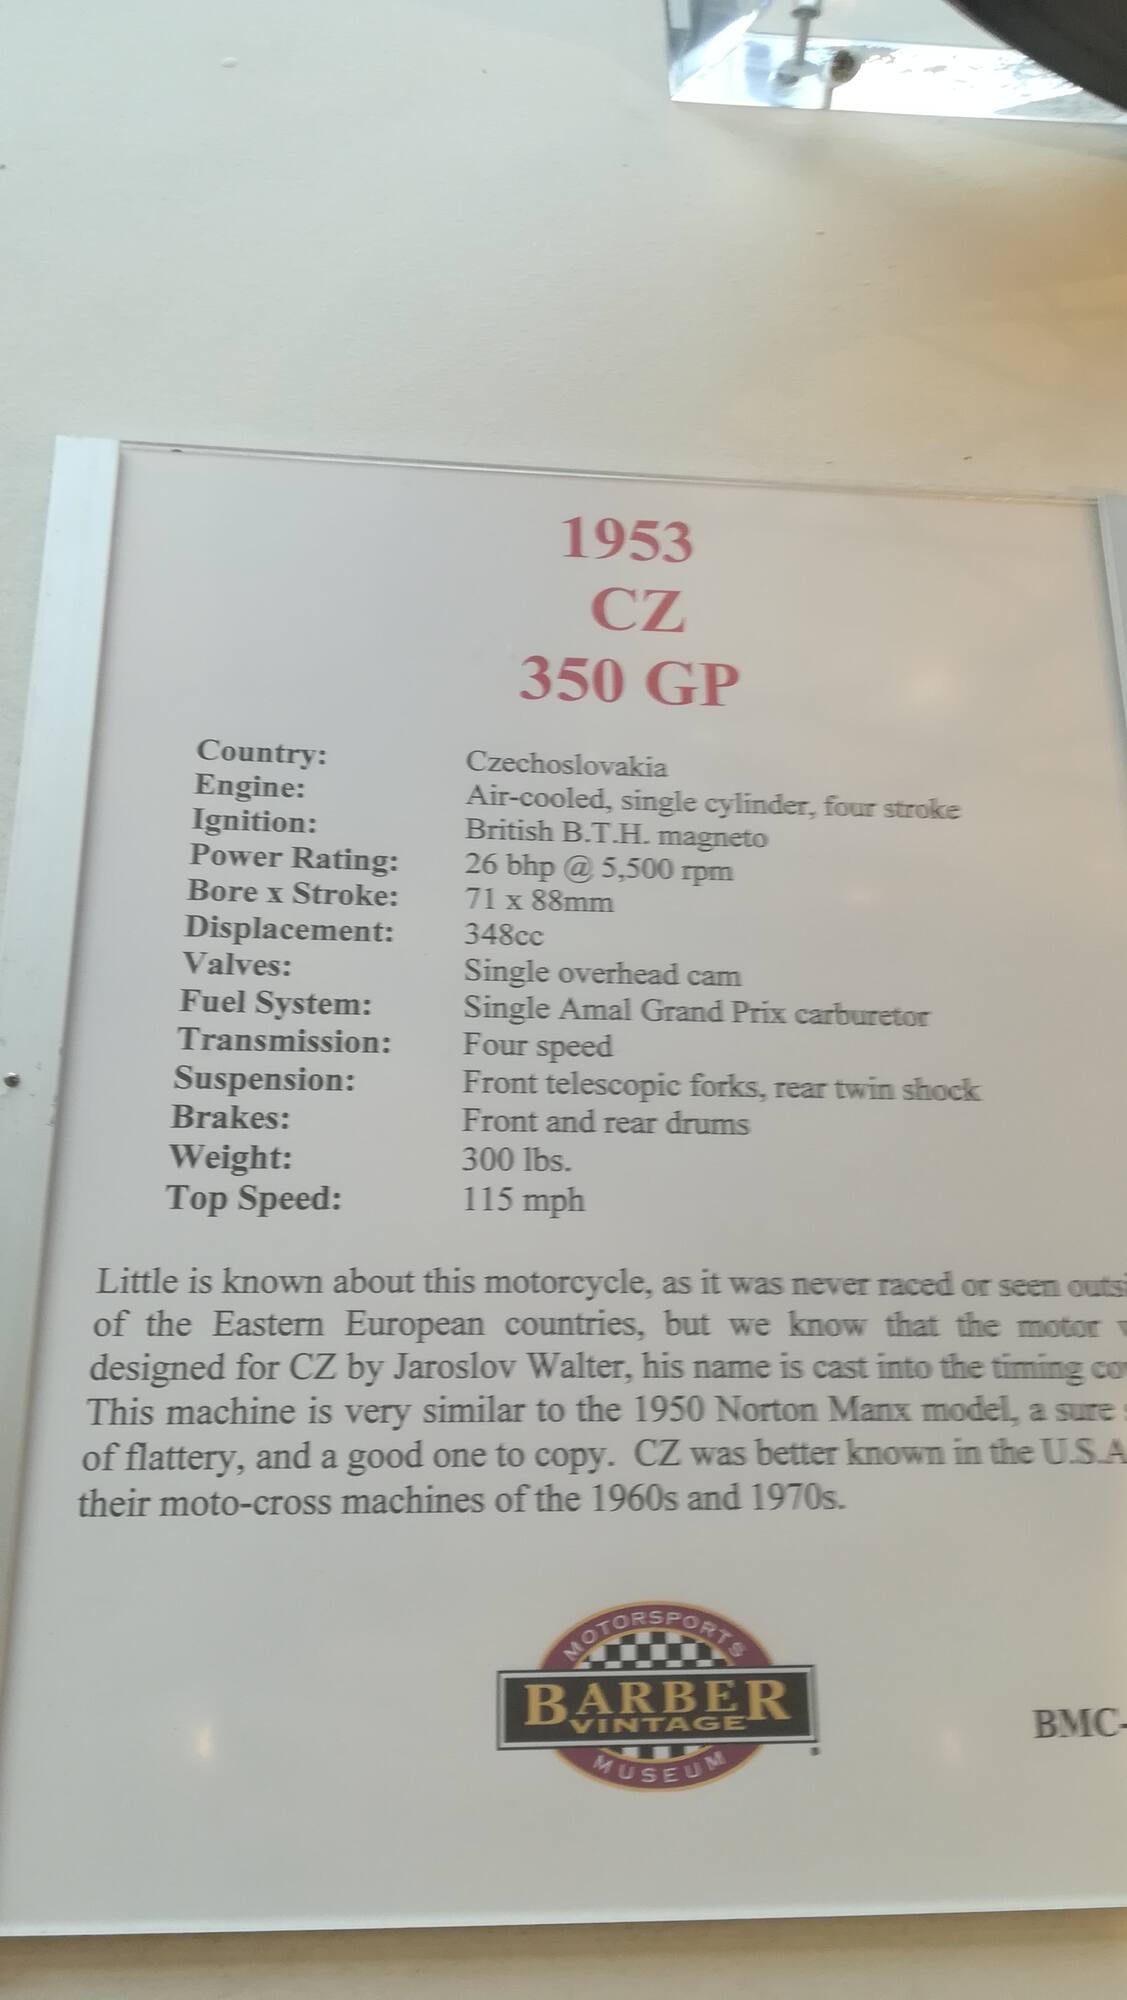 1953
CZ
350 GP
Country: Czechoslovakia
Engine: Air-cooled, single cylinder, four stroke
Ignition: British B.T.H. magneto
Power Rating: 26 bhp @ 5,500 rpm
Bore x Stroke: 71 x 88mm
Displacement: 348cc
Valves: Single overhead cam
Fuel System: Single Amal Grand Prix carburetor
Transmission: Four speed
Suspension: Front telescopic forks, rear twin shock
Brakes: Front and rear drums
Weight: 300 lbs.
Top Speed: 115 mph
Little is known about this motorcycle, as it was never raced or seen
of the Eastern European countries, but we know that the motor
designed for CZ by Jaroslov Walter, his name is cast into the timing
This machine is very similar to the 1950 Norton Manx model, a sure
of flattery, and a good one to copy. CZ was better known in the U.S.A
their moto-cross machines of the 1960s and 1970s.
MOTORSPORTS
BARBER
VINTAGE
MUSEUM
BMC-